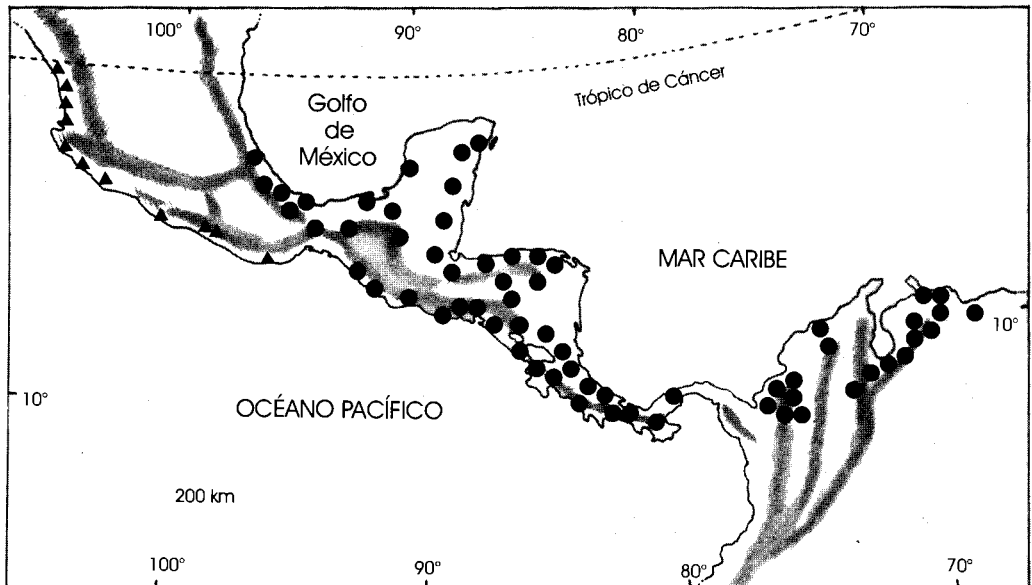 100°
90°
80°
70°
Trópico de Cáncer
Golfo
de
México
MAR CARIBE
10°
10°
OCÉANO PACÍFICO
200 km
100°
90°
80°
70°